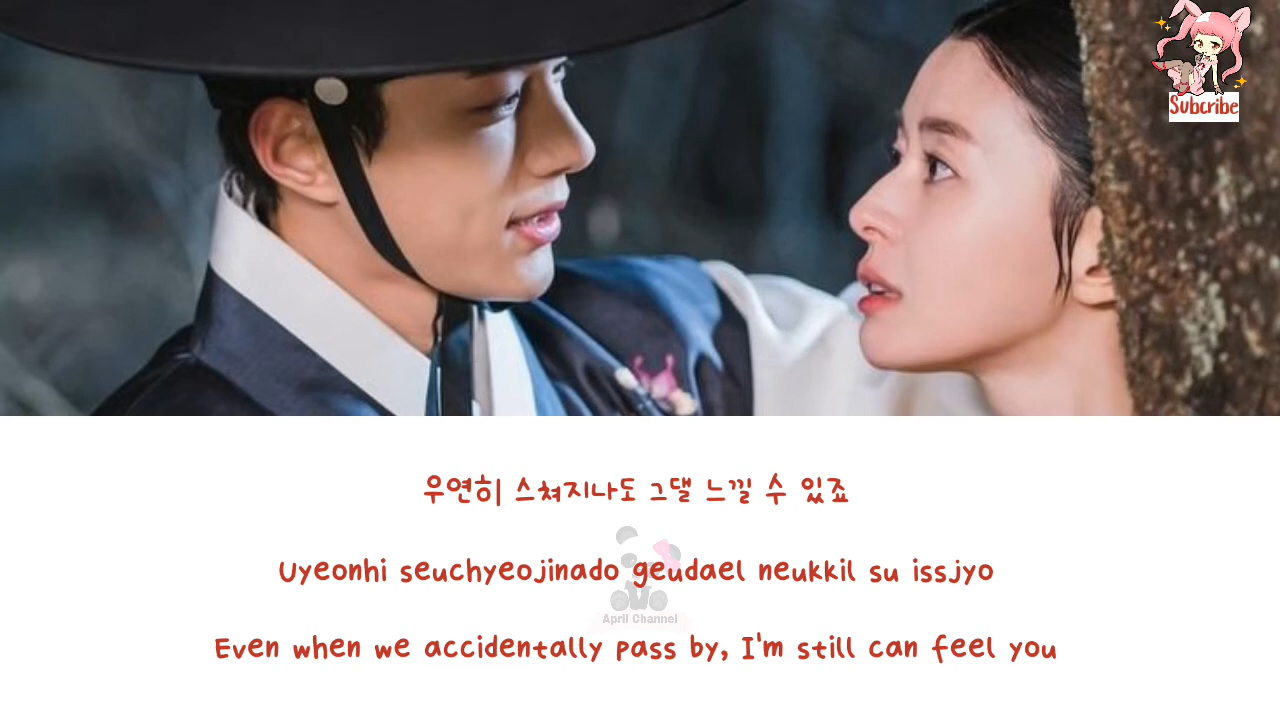 Subcribe
우연히 스쳐지나도 그댈 느낄 수 있죠
Uyeonhi seuchyeojinado geudael neukkil su issjyo
April Channel
Even when we accidentally pass by, I'm still can feel you